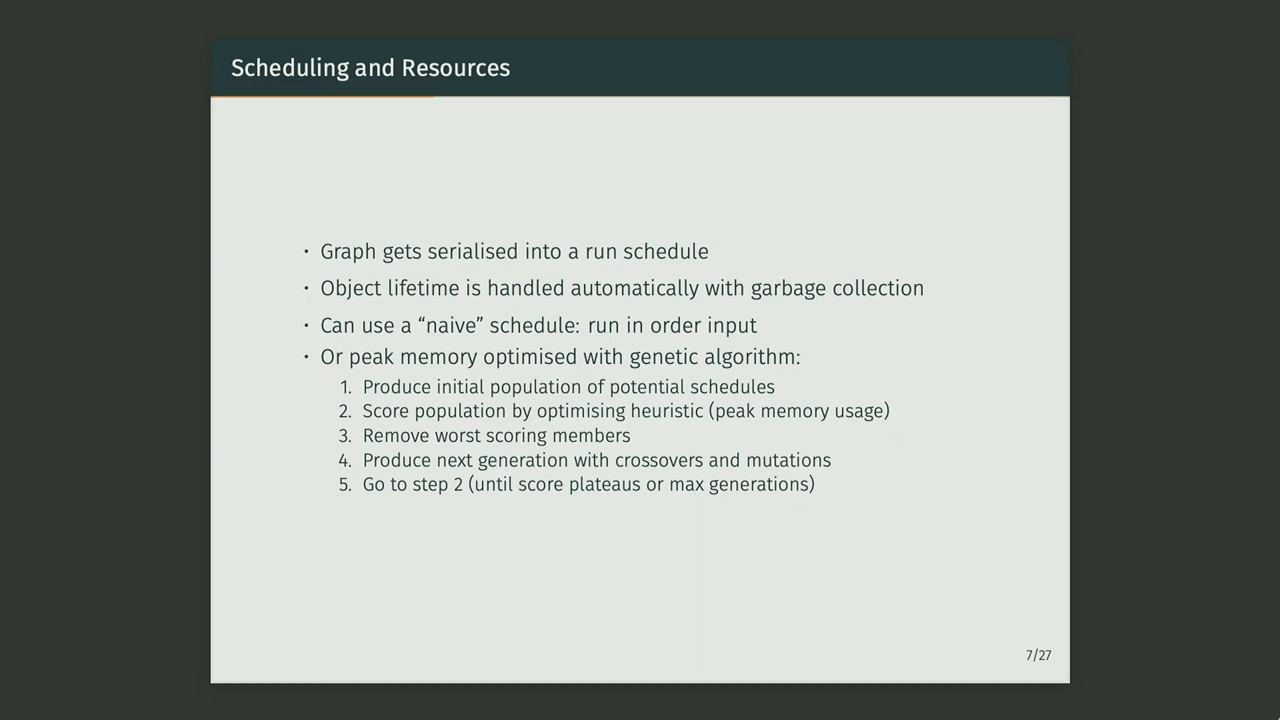 Scheduling and Resources
• Graph gets serialised into a run schedule
• Object lifetime is handled automatically with garbage collection
• Can use a “naive” schedule: run in order input
• Or peak memory optimised with genetic algorithm:
1. Produce initial population of potential schedules
2. Score population by optimising heuristic (peak memory usage)
3. Remove worst scoring members
4. Produce next generation with crossovers and mutations
5. Go to step 2 (until score plateaus or max generations)
7/27